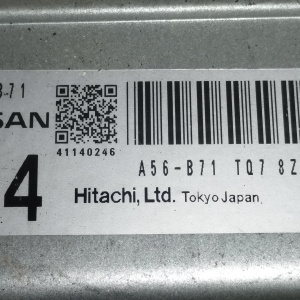 3-71
SAN
41140246
A56-B71 TQ7 8Z
4
Hitachi, Ltd. Tokyo Japan